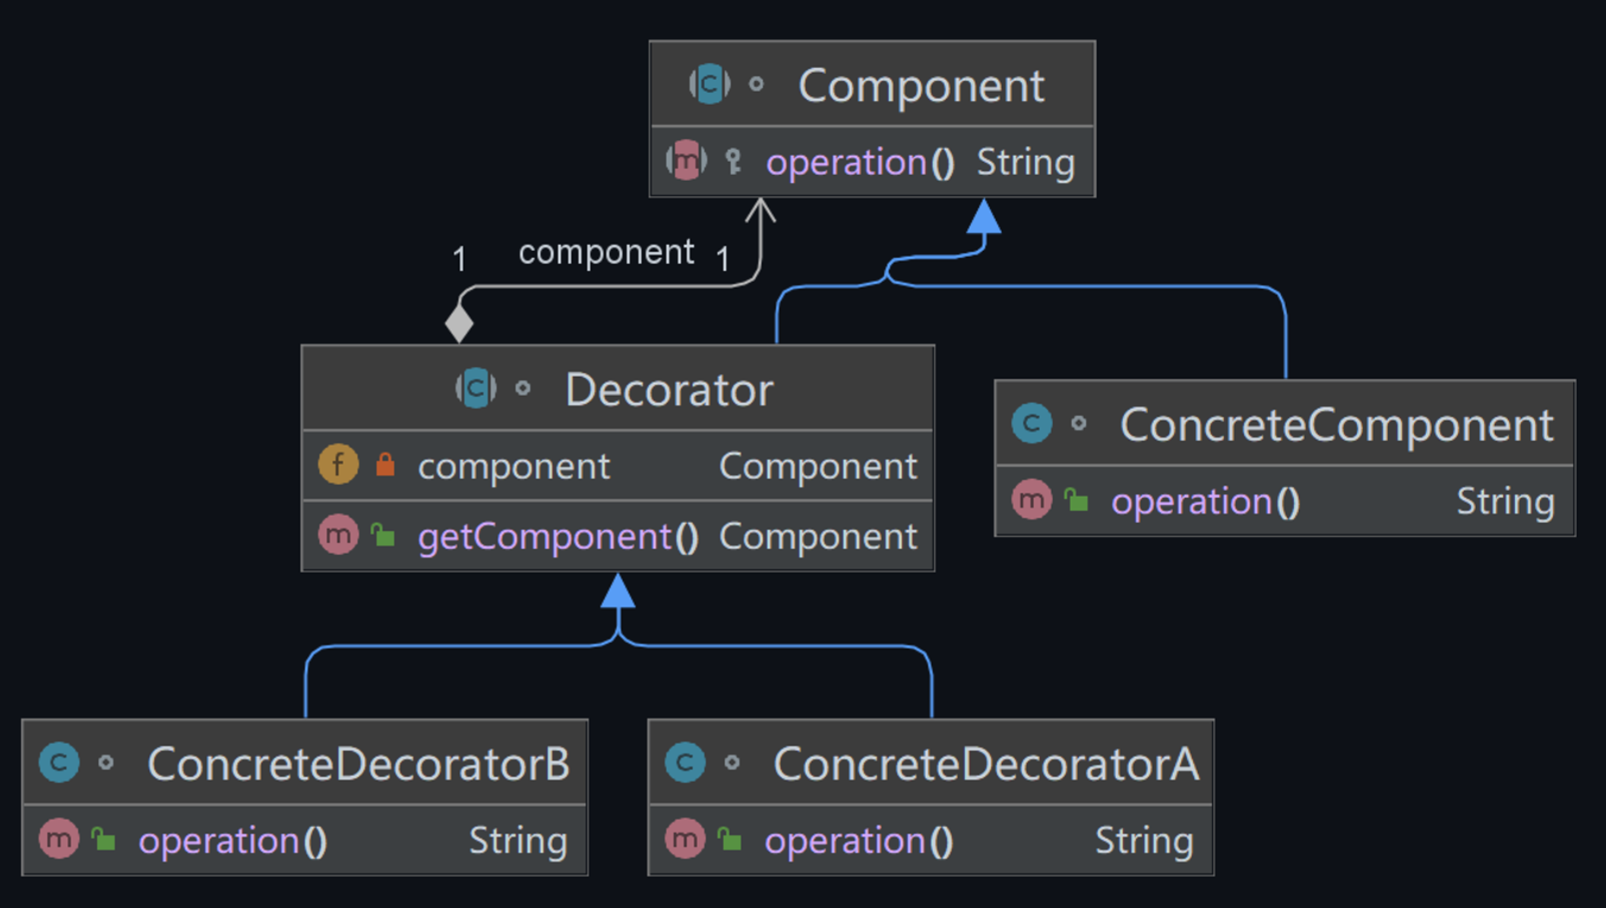 C Component
m operation() String
1 component 1
C Decorator
f component Component
m getComponent() Component
C ConcreteComponent
m operation() String
C ConcreteDecoratorB
m operation() String
C ConcreteDecoratorA
m operation() String